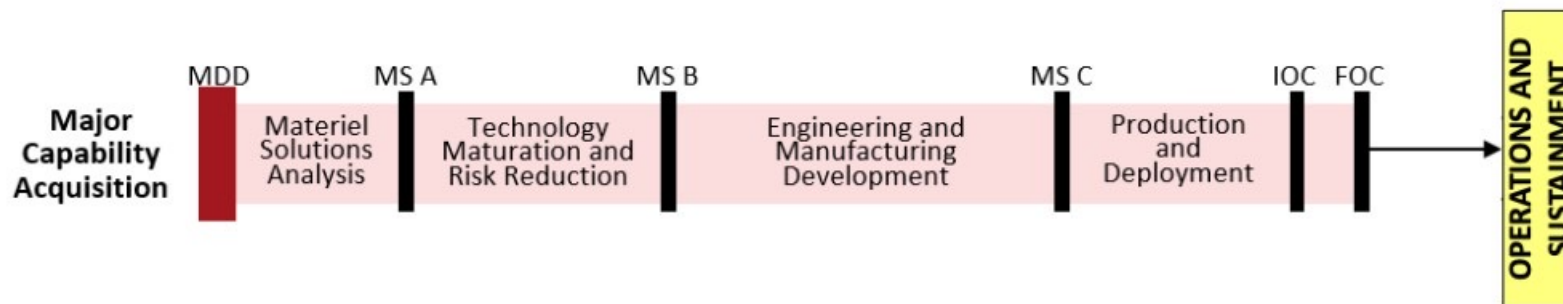 MDD
MS A
MS B
MS C
IOC
FOC
Major
Capability
Acquisition
Materiel
Solutions
Analysis
Technology
Maturation and
Risk Reduction
Engineering and
Manufacturing
Development
Production
and
Deployment
OPERATIONS AND
SUSTAINMENT